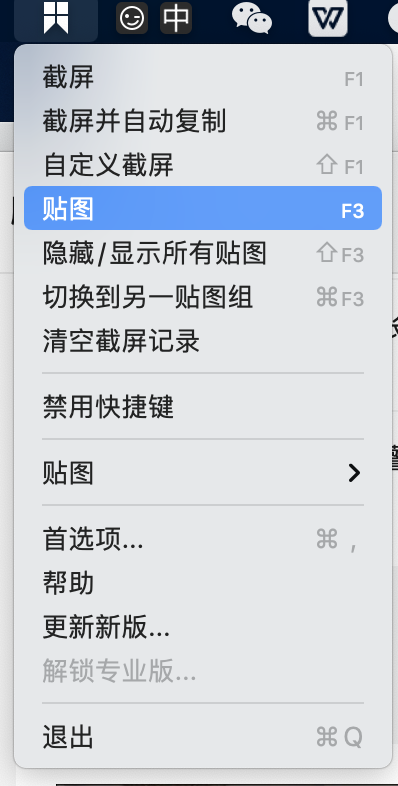 中
截屏 F1
截屏并自动复制 ⌘F1
自定义截屏 ⇧F1
贴图 F3
隐藏/显示所有贴图 ⇧F3
切换到另一贴图组 ⌘F3
清空截屏记录
禁用快捷键
贴图
首选项... ⌘,
帮助
更新新版...
解锁专业版...
退出 ⌘Q